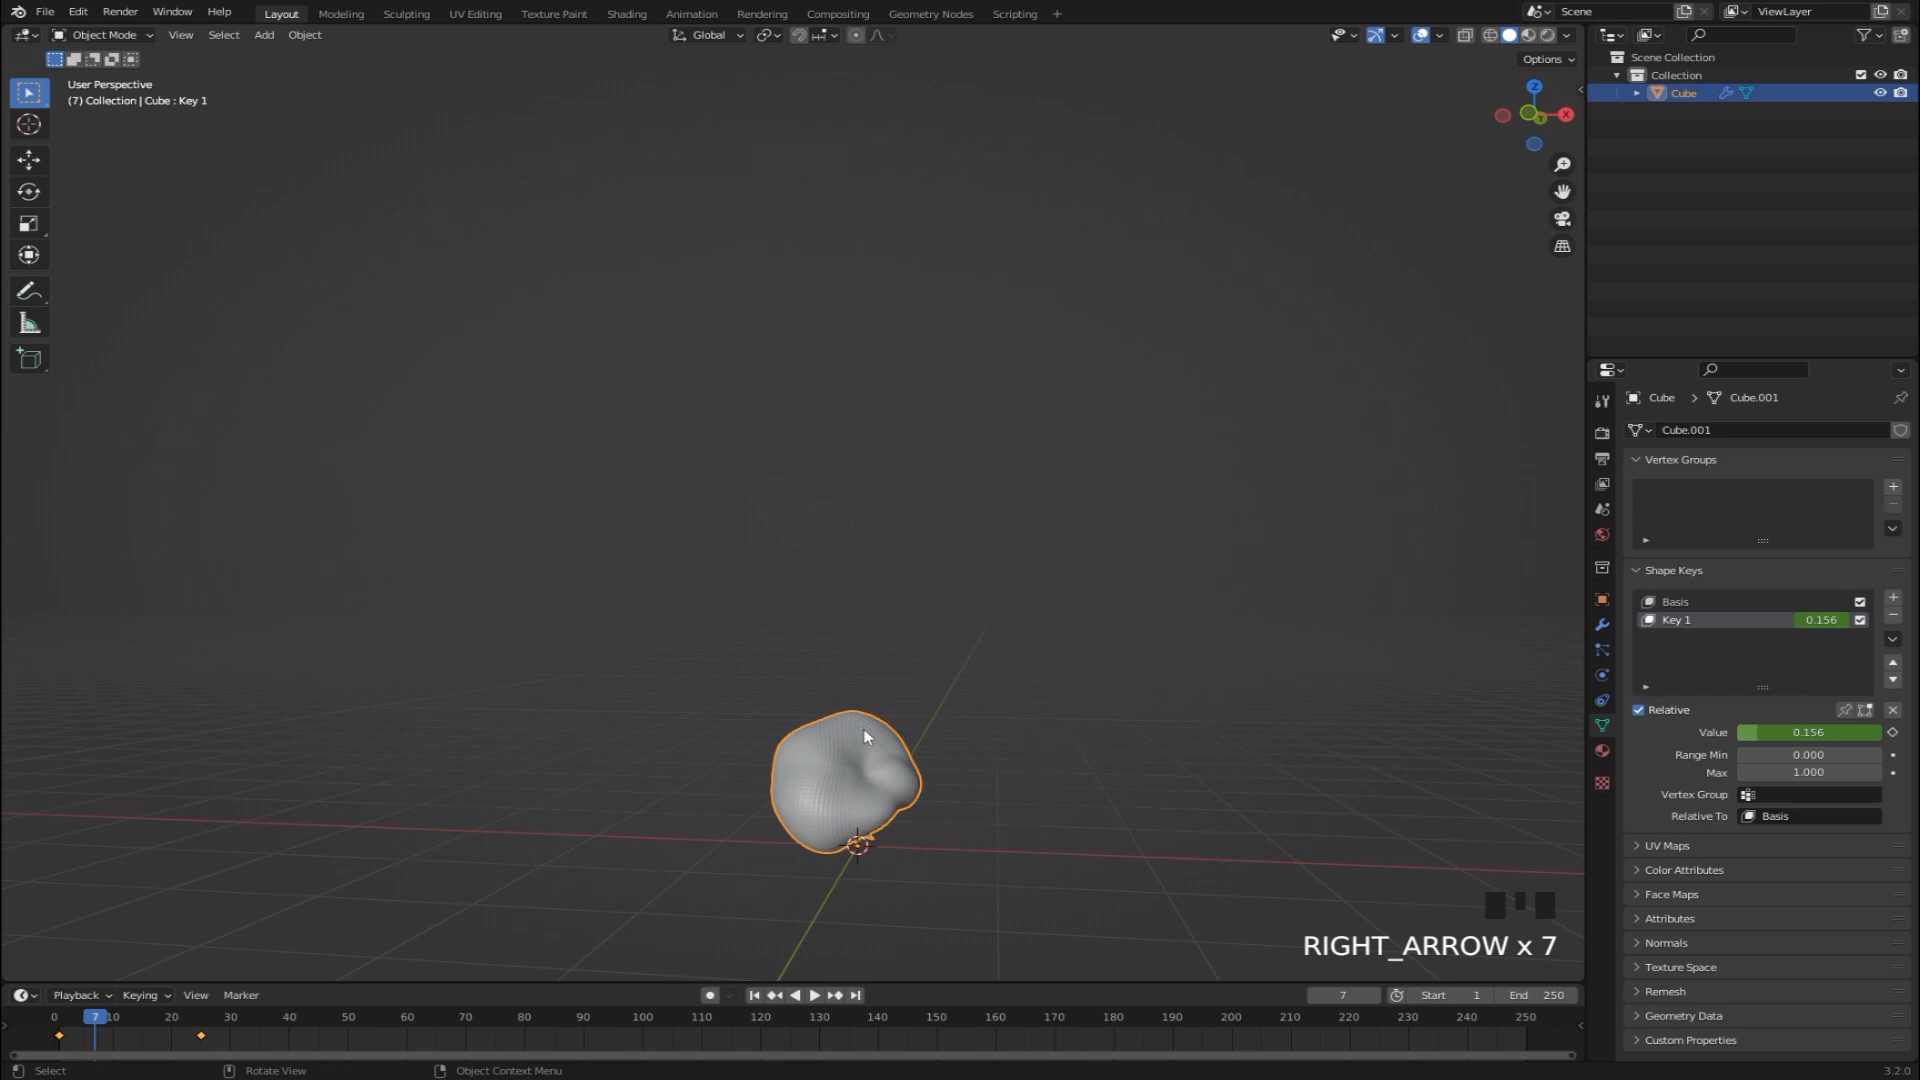 File Edit Render Window Help Layout Modeling Sculpting UV Editing Texture Paint Shading Animation Rendering Compositing Geometry Nodes Scripting + Scene ViewLayer
Object Mode View Select Add Object Global
Options
User Perspective
(7) Collection | Cube : Key 1
Z
X
Y
Scene Collection
Collection
Cube
Cube > Cube.001
Cube.001
Vertex Groups
Shape Keys
Basis
Key 1 0.156
Relative
Value 0.156
Range Min 0.000
Max 1.000
Vertex Group
Relative To Basis
UV Maps
Color Attributes
Face Maps
Attributes
Normals
Texture Space
Remesh
Geometry Data
Custom Properties
RIGHT_ARROW x 7
Playback Keying View Marker 7 Start 1 End 250
0 7 10 20 30 40 50 60 70 80 90 100 110 120 130 140 150 160 170 180 190 200 210 220 230 240 250
Select Rotate View Object Context Menu 3.2.0